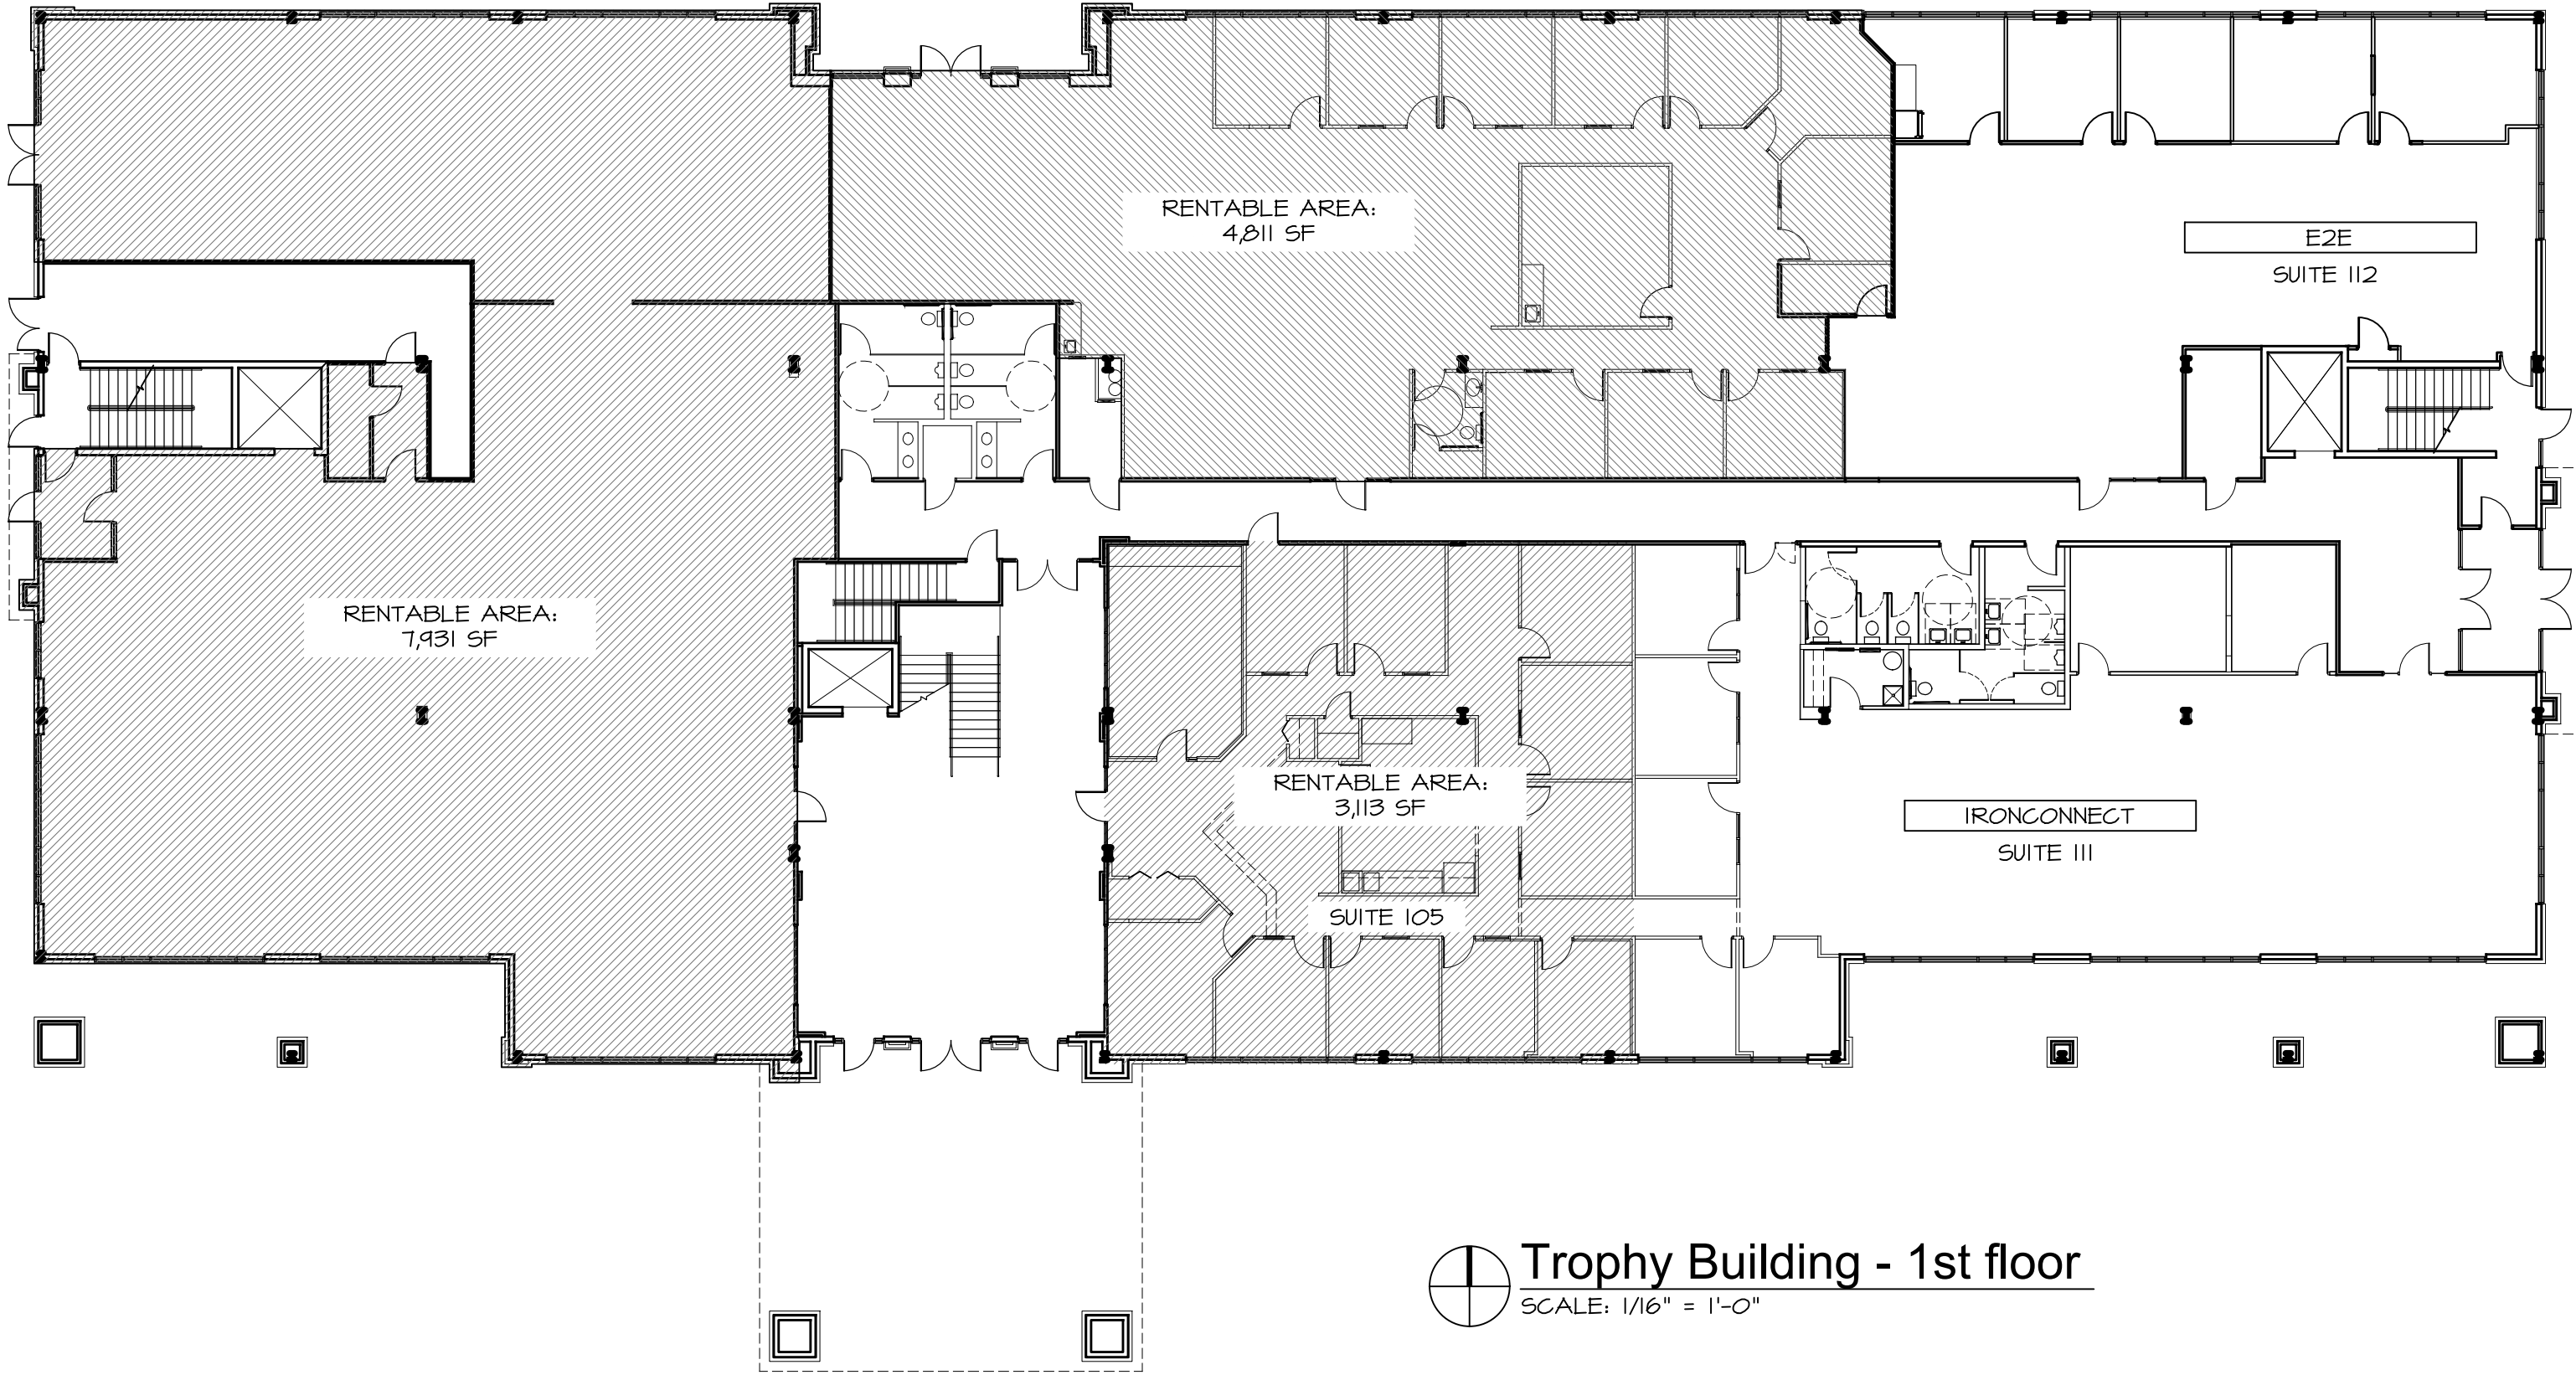 RENTABLE AREA:
4,811 SF
E2E
SUITE 112
RENTABLE AREA:
7,931 SF
RENTABLE AREA:
3,113 SF
SUITE 105
IRONCONNECT
SUITE 111
Trophy Building - 1st floor
SCALE: 1/16" = 1'-0"